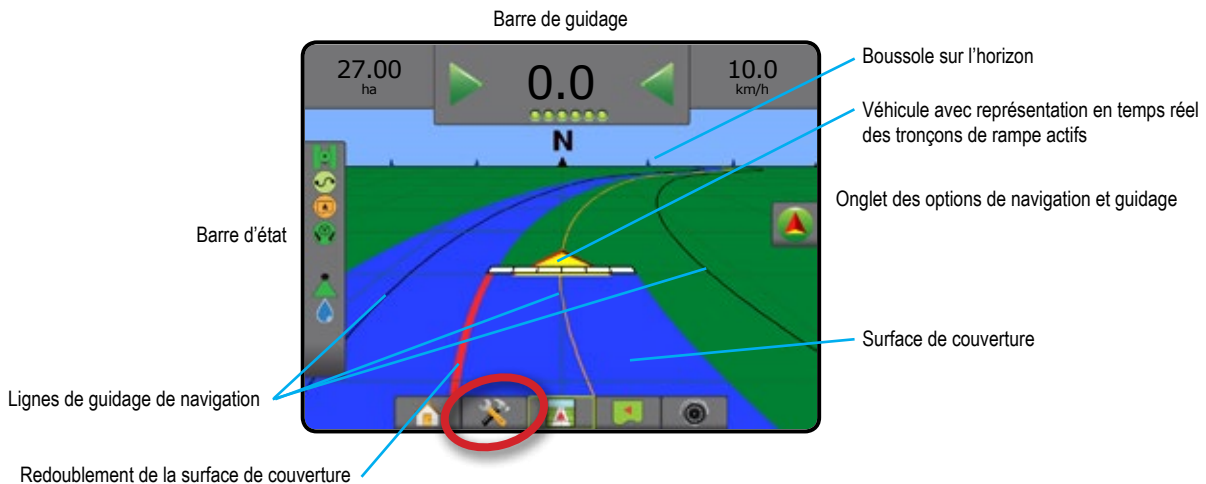 Barre de guidage
27.00
ha
0.0
10.0
km/h
N
Boussole sur l'horizon
Véhicule avec représentation en temps réel
des tronçons de rampe actifs
Onglet des options de navigation et guidage
Barre d'état
Surface de couverture
Lignes de guidage de navigation
Redoublement de la surface de couverture